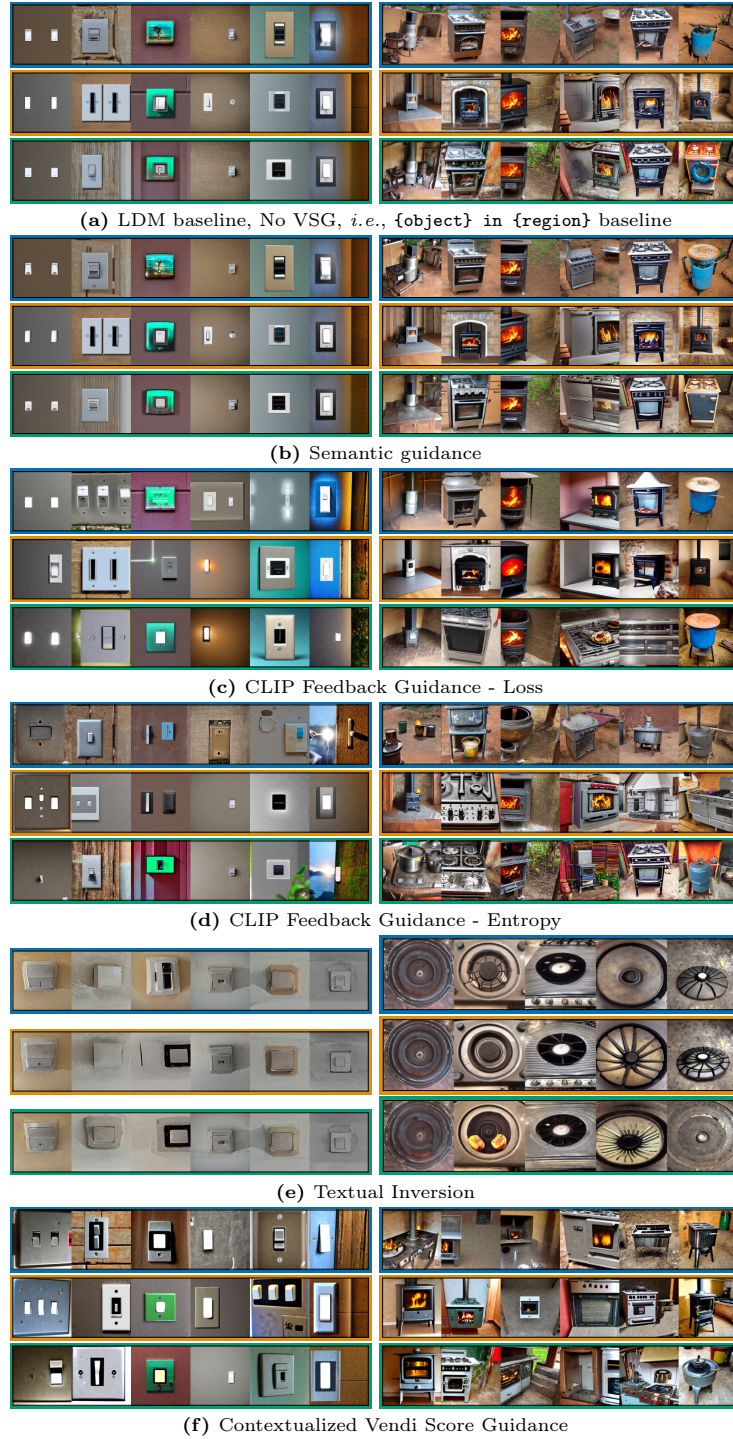 (a) LDM baseline, No VSG, i.e., {object} in {region} baseline
(b) Semantic guidance
(c) CLIP Feedback Guidance - Loss
(d) CLIP Feedback Guidance - Entropy
(e) Textual Inversion
(f) Contextualized Vendi Score Guidance